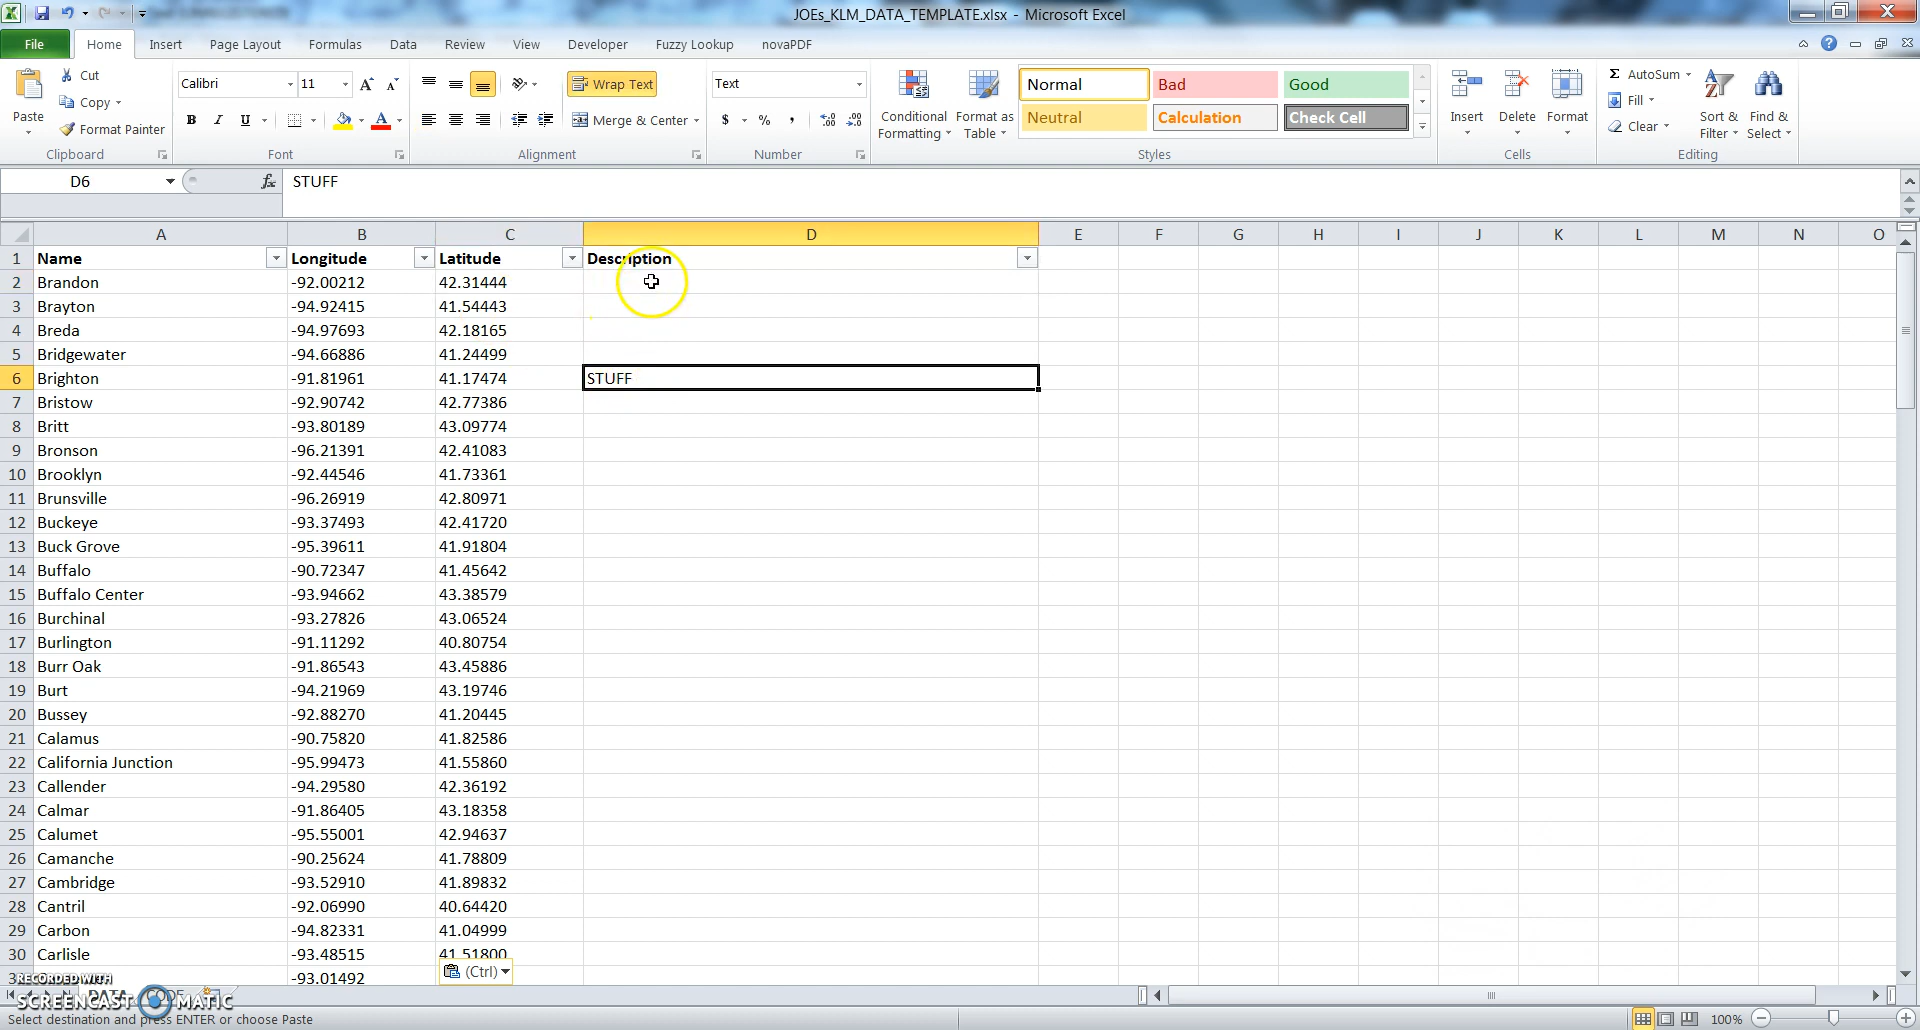 JOEs_KLM_DATA_TEMPLATE.xlsx - Microsoft Excel
File Home Insert Page Layout Formulas Data Review View Developer Fuzzy Lookup novaPDF
Paste
Cut
Copy
Format Painter
Clipboard
Calibri 11
B I U
Font
Wrap Text
Merge & Center
Alignment
Text
$ % ,
Number
Conditional Formatting
Format as Table
Normal Bad Good
Neutral Calculation Check Cell
Styles
Insert Delete Format
Cells
Σ AutoSum
Fill
Clear
Sort & Filter
Find & Select
Editing
D6 fx STUFF
A B C D E F G H I J K L M N O
1 Name Longitude Latitude Description
2 Brandon -92.00212 42.31444
3 Brayton -94.92415 41.54443
4 Breda -94.97693 42.18165
5 Bridgewater -94.66886 41.24499
6 Brighton -91.81961 41.17474 STUFF
7 Bristow -92.90742 42.77386
8 Britt -93.80189 43.09774
9 Bronson -96.21391 42.41083
10 Brooklyn -92.44546 41.73361
11 Brunsville -96.26919 42.80971
12 Buckeye -93.37493 42.41720
13 Buck Grove -95.39611 41.91804
14 Buffalo -90.72347 41.45642
15 Buffalo Center -93.94662 43.38579
16 Burchinal -93.27826 43.06524
17 Burlington -91.11292 40.80754
18 Burr Oak -91.86543 43.45886
19 Burt -94.21969 43.19746
20 Bussey -92.88270 41.20445
21 Calamus -90.75820 41.82586
22 California Junction -95.99473 41.55860
23 Callender -94.29580 42.36192
24 Calmar -91.86405 43.18358
25 Calumet -95.55001 42.94637
26 Camanche -90.25624 41.78809
27 Cambridge -93.52910 41.89832
28 Cantril -92.06990 40.64420
29 Carbon -94.82331 41.04999
30 Carlisle -93.48515 41.51800
-93.01492
(Ctrl)
RECORDED WITH
SCREENCAST MATIC
DATA CODE
Select destination and press ENTER or choose Paste
100%